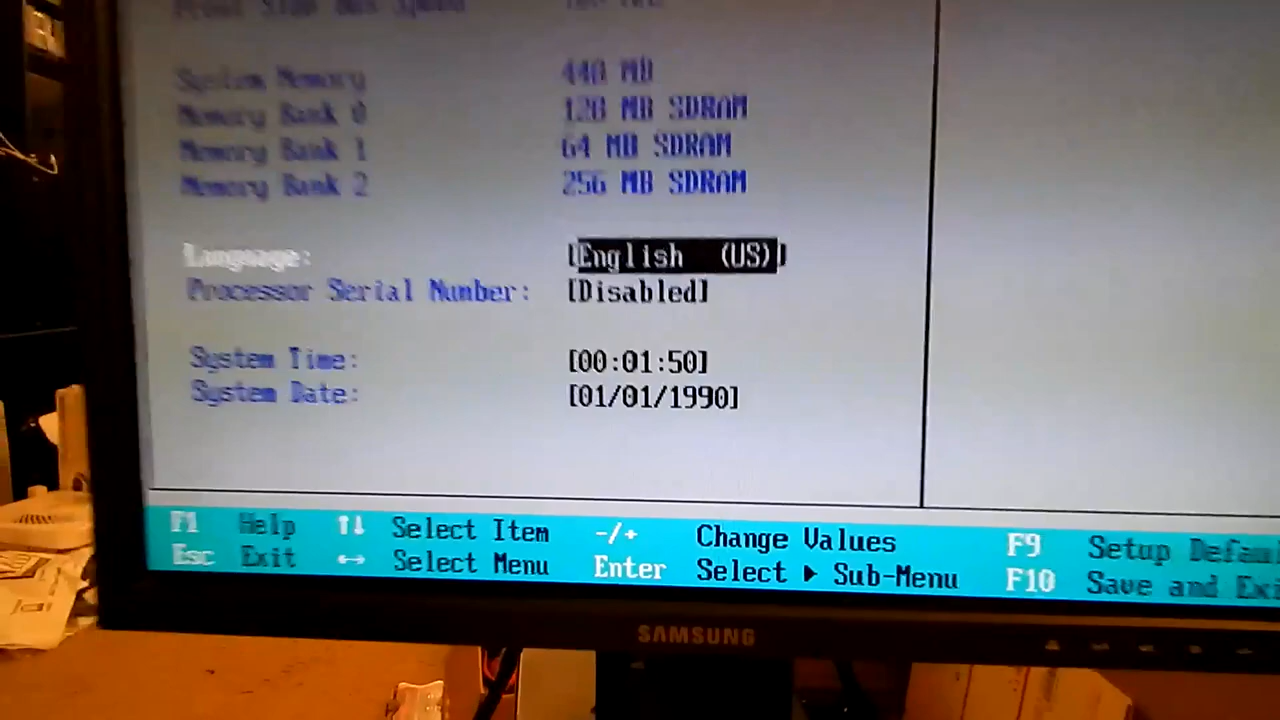 System Memory 448 MB
Memory Bank 0 128 MB SDRAM
Memory Bank 1 64 MB SDRAM
Memory Bank 2 256 MB SDRAM
Language: [English (US)]
Processor Serial Number: [Disabled]
System Time: [00:01:50]
System Date: [01/01/1990]
F1 Help ↑↓ Select Item -/+ Change Values F9 Setup Defaul
Esc Exit ↔ Select Menu Enter Select ▶ Sub-Menu F10 Save and Exi
SAMSUNG